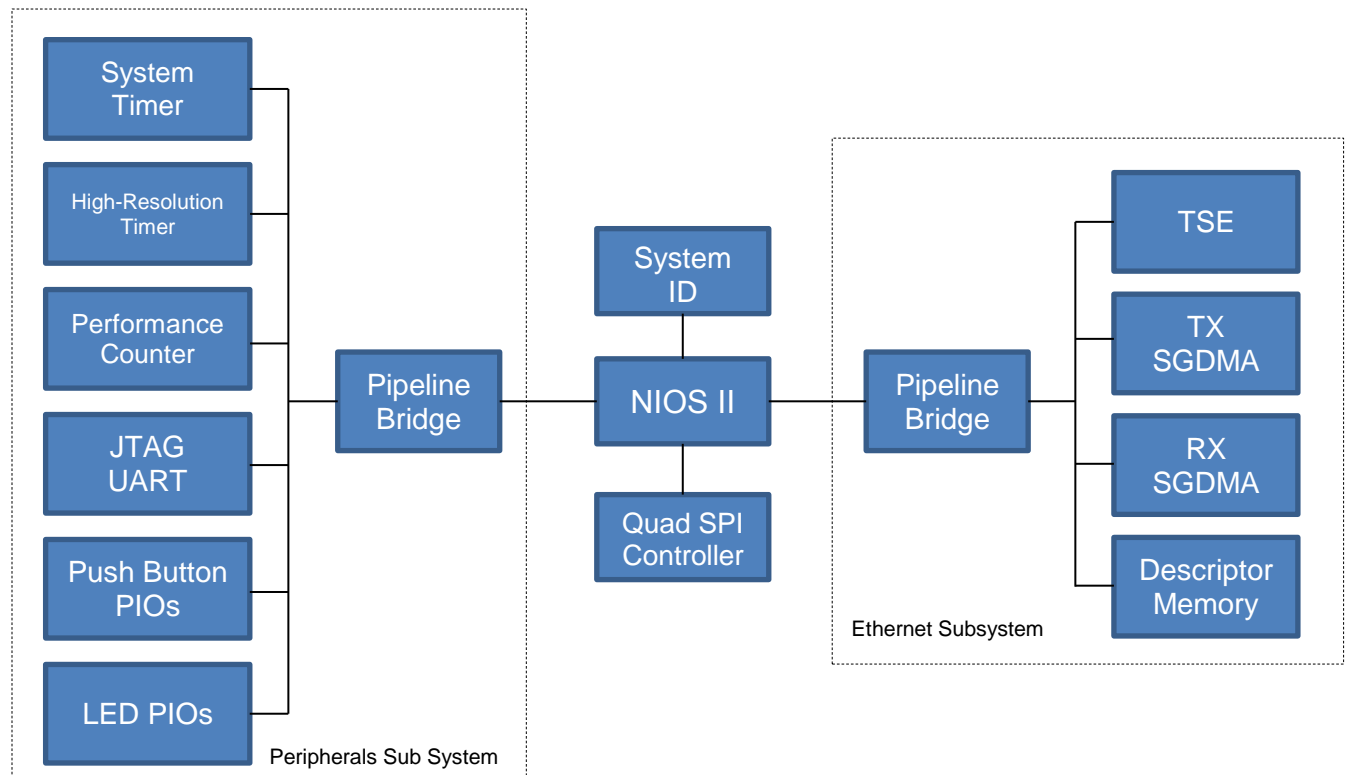 System
Timer
High-Resolution
Timer
Performance
Counter
JTAG
UART
Push Button
PIOs
LED PIOs
Pipeline
Bridge
Peripherals Sub System
System
ID
NIOS II
Quad SPI
Controller
Pipeline
Bridge
TSE
TX
SGDMA
RX
SGDMA
Descriptor
Memory
Ethernet Subsystem